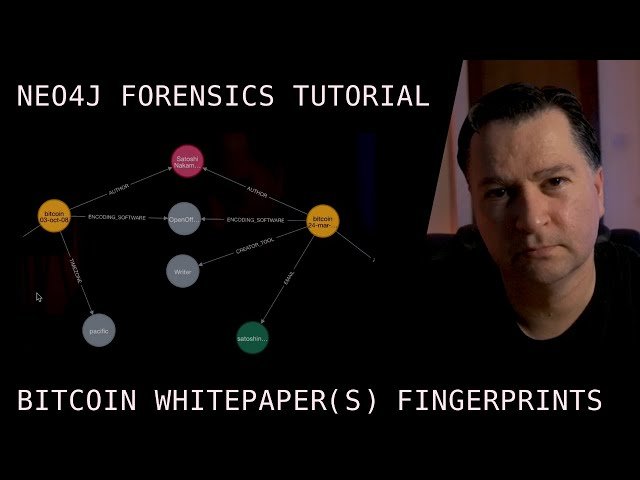 NEO4J FORENSICS TUTORIAL
Satoshi
Nakam...
AUTHOR
AUTHOR
bitcoin
03-oct-08
ENCODING_SOFTWARE
OpenOff...
ENCODING_SOFTWARE
bitcoin
24-mar-...
CREATOR_TOOL
Writer
TIMEZONE
EMAIL
pacific
satoshin...
BITCOIN WHITEPAPER(S) FINGERPRINTS